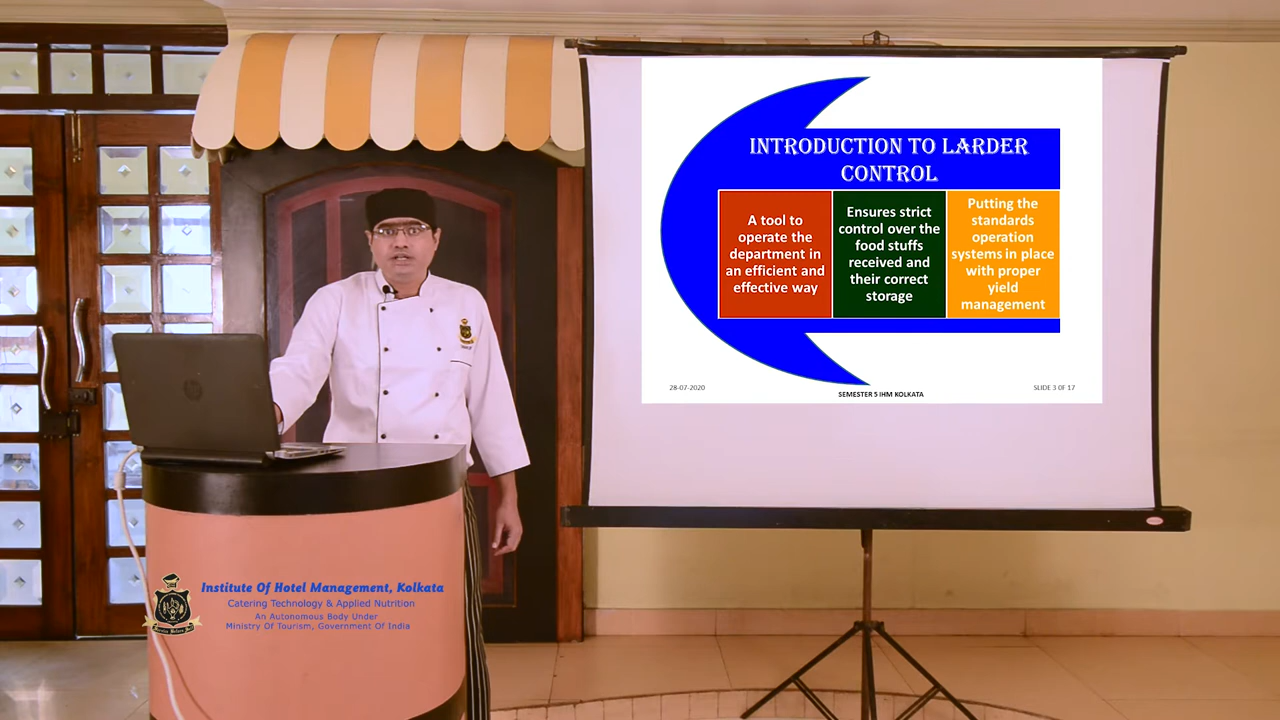 INTRODUCTION TO LARDER
CONTROL
A tool to
operate the
department in
an efficient and
effective way
Ensures strict
control over the
food stuffs
received and
their correct
storage
Putting the
standards
operation
systems in place
with proper
yield
management
28-07-2020
SEMESTER 5 IHM KOLKATA
SLIDE 3 OF 17
Institute Of Hotel Management, Kolkata
Catering Technology & Applied Nutrition
An Autonomous Body Under
Ministry Of Tourism, Government Of India
hp